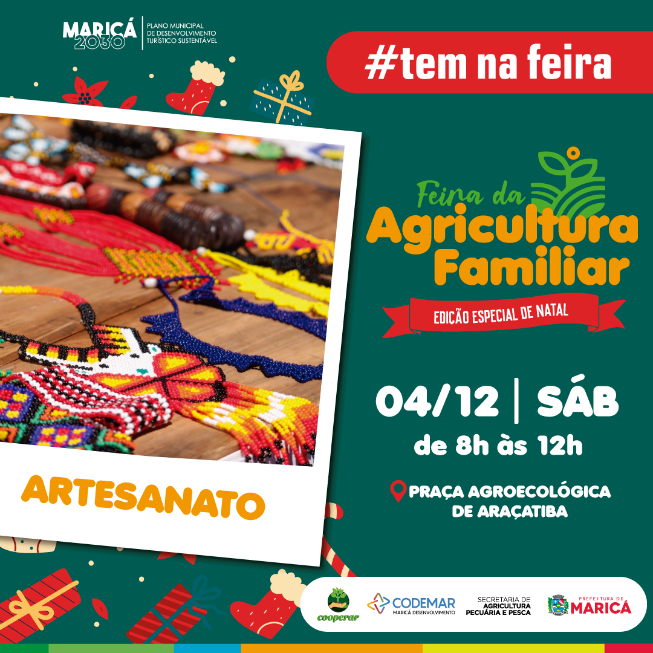 MARICÁ
2030
PLANO MUNICIPAL
DE DESENVOLVIMENTO
TURÍSTICO SUSTENTÁVEL
#tem na feira
Feira da
Agricultura
Familiar
EDIÇÃO ESPECIAL DE NATAL
04/12 | SÁB
de 8h às 12h
PRAÇA AGROECOLÓGICA
DE ARAÇATIBA
ARTESANATO
cooperar
CODEMAR
MARICÁ DESENVOLVIMENTO
SECRETARIA DE
AGRICULTURA
PECUÁRIA E PESCA
PREFEITURA DE
MARICÁ